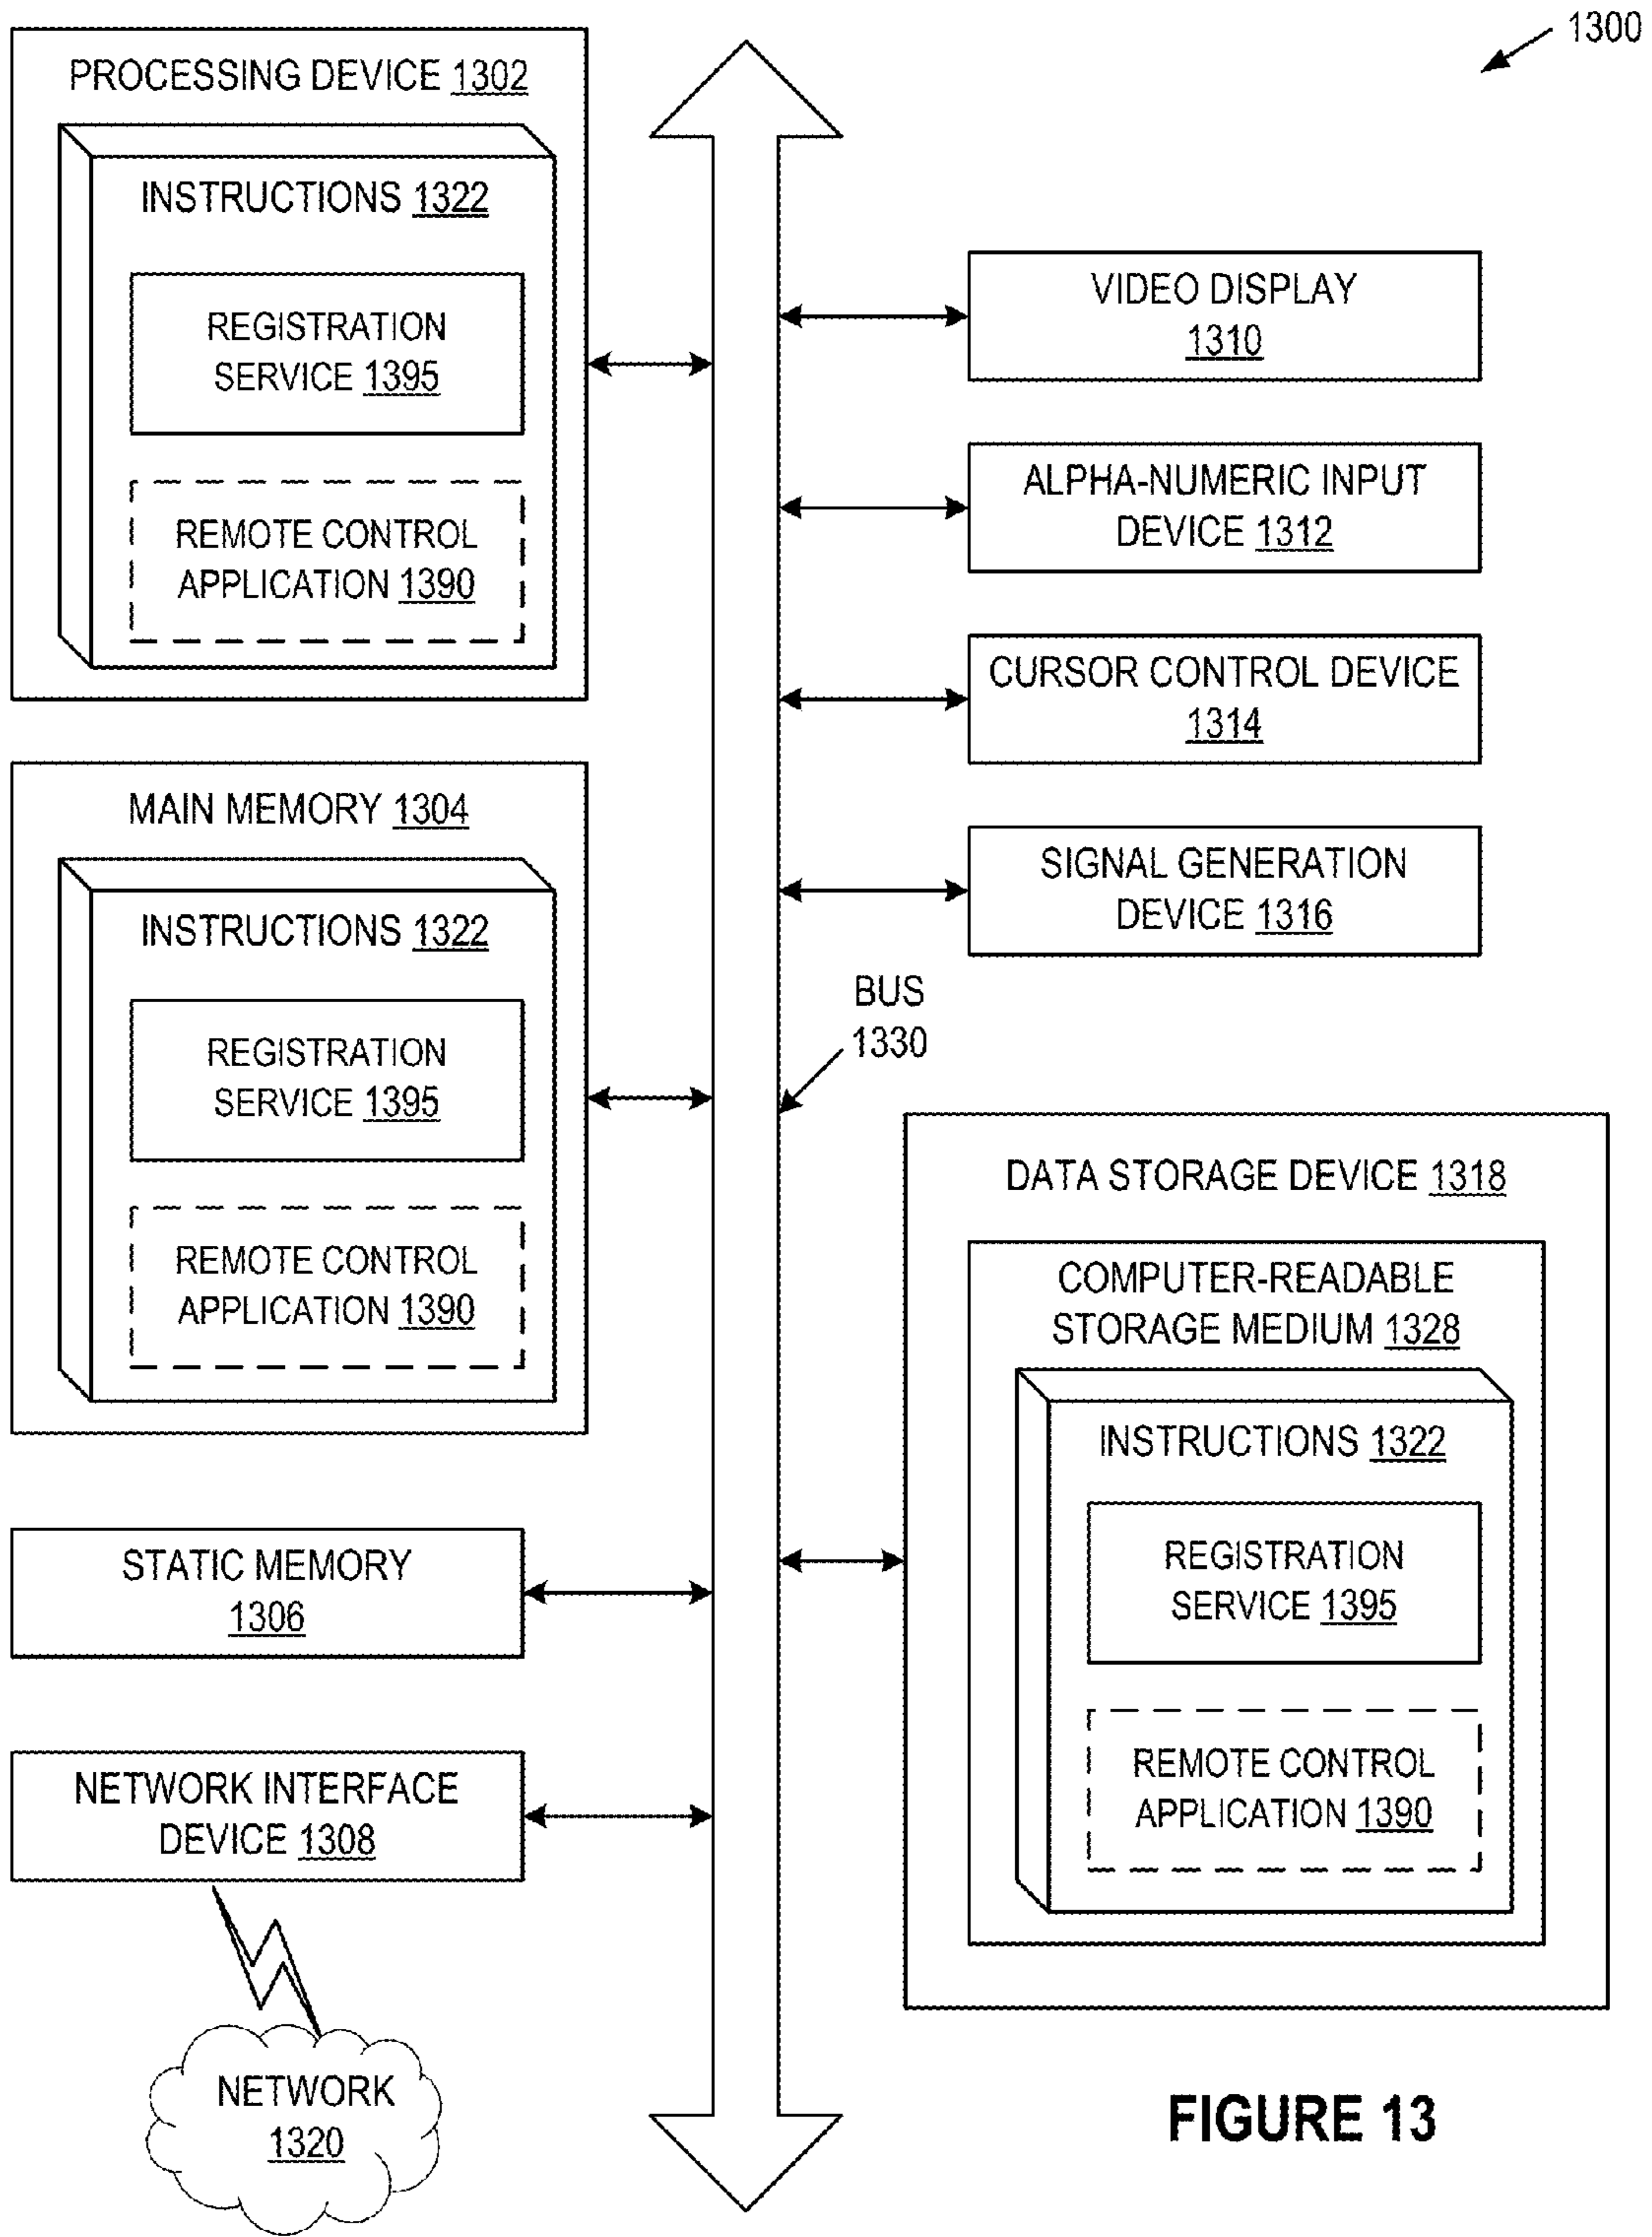 1300
PROCESSING DEVICE 1302
INSTRUCTIONS 1322
REGISTRATION
SERVICE 1395
REMOTE CONTROL
APPLICATION 1390
MAIN MEMORY 1304
INSTRUCTIONS 1322
REGISTRATION
SERVICE 1395
REMOTE CONTROL
APPLICATION 1390
STATIC MEMORY
1306
NETWORK INTERFACE
DEVICE 1308
NETWORK
1320
VIDEO DISPLAY
1310
ALPHA-NUMERIC INPUT
DEVICE 1312
CURSOR CONTROL DEVICE
1314
SIGNAL GENERATION
DEVICE 1316
BUS
1330
DATA STORAGE DEVICE 1318
COMPUTER-READABLE
STORAGE MEDIUM 1328
INSTRUCTIONS 1322
REGISTRATION
SERVICE 1395
REMOTE CONTROL
APPLICATION 1390
FIGURE 13